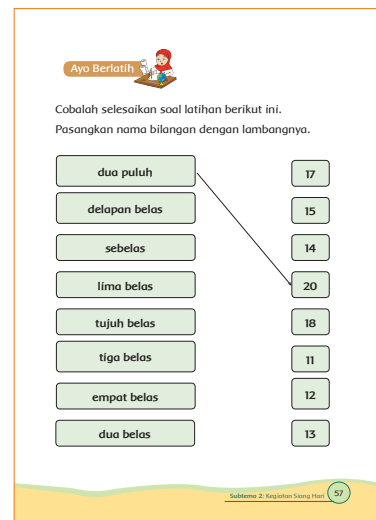 Ayo Berlatih
Cobalah selesaikan soal latihan berikut ini.
Pasangkan nama bilangan dengan lambangnya.
dua puluh 17
delapan belas 15
sebelas 14
lima belas 20
tujuh belas 18
tiga belas 11
empat belas 12
dua belas 13
Subtema 2: Kegiatan Siang Hari 57